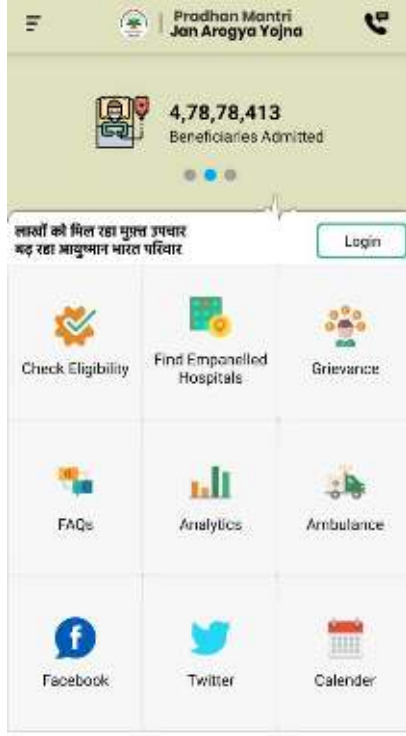 Pradhan Mantri
Jan Arogya Yojna
4,78,78,413
Beneficiaries Admitted
लाखों को मिल रहा मुफ़्त उपचार
बढ़ रहा आयुष्मान भारत परिवार
Login
Check Eligibility
Find Empanelled
Hospitals
Grievance
FAQs
Analytics
Ambulance
Facebook
Twitter
Calender